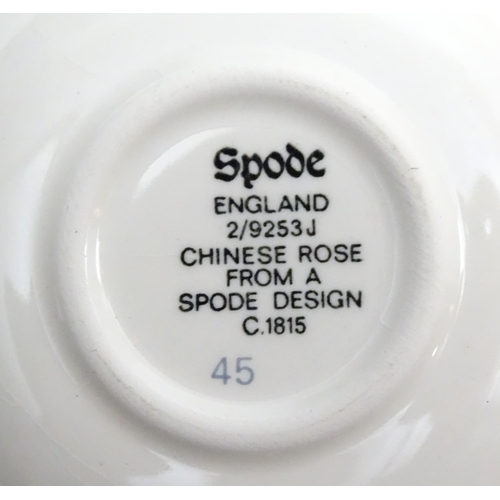 Spode
ENGLAND
2/9253J
CHINESE ROSE
FROM A
SPODE DESIGN
C.1815
45